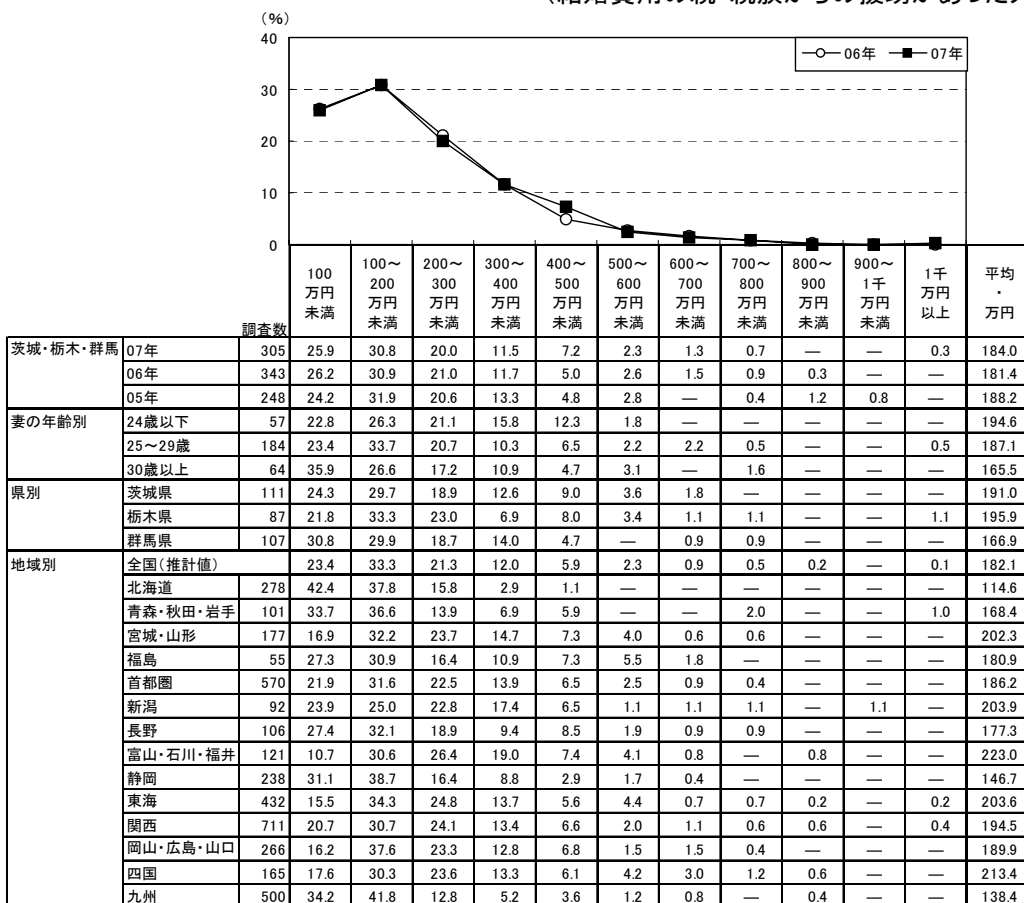 (%)
40
30
20
10
0
06年 07年
調査数 100万円未満 100～200万円未満 200～300万円未満 300～400万円未満 400～500万円未満 500～600万円未満 600～700万円未満 700～800万円未満 800～900万円未満 900～1千万円未満 1千万円以上 平均・万円
茨城・栃木・群馬 07年 305 25.9 30.8 20.0 11.5 7.2 2.3 1.3 0.7 — — 0.3 184.0
06年 343 26.2 30.9 21.0 11.7 5.0 2.6 1.5 0.9 0.3 — — 181.4
05年 248 24.2 31.9 20.6 13.3 4.8 2.8 — 0.4 1.2 0.8 — 188.2
妻の年齢別 24歳以下 57 22.8 26.3 21.1 15.8 12.3 1.8 — — — — — 194.6
25～29歳 184 23.4 33.7 20.7 10.3 6.5 2.2 2.2 0.5 — — 0.5 187.1
30歳以上 64 35.9 26.6 17.2 10.9 4.7 3.1 — 1.6 — — — 165.5
県別 茨城県 111 24.3 29.7 18.9 12.6 9.0 3.6 1.8 — — — — 191.0
栃木県 87 21.8 33.3 23.0 6.9 8.0 3.4 1.1 1.1 — — 1.1 195.9
群馬県 107 30.8 29.9 18.7 14.0 4.7 — 0.9 0.9 — — — 166.9
地域別 全国(推計値) 23.4 33.3 21.3 12.0 5.9 2.3 0.9 0.5 0.2 — 0.1 182.1
北海道 278 42.4 37.8 15.8 2.9 1.1 — — — — — — 114.6
青森・秋田・岩手 101 33.7 36.6 13.9 6.9 5.9 — — 2.0 — — 1.0 168.4
宮城・山形 177 16.9 32.2 23.7 14.7 7.3 4.0 0.6 0.6 — — — 202.3
福島 55 27.3 30.9 16.4 10.9 7.3 5.5 1.8 — — — — 180.9
首都圏 570 21.9 31.6 22.5 13.9 6.5 2.5 0.9 0.4 — — — 186.2
新潟 92 23.9 25.0 22.8 17.4 6.5 1.1 1.1 1.1 — 1.1 — 203.9
長野 106 27.4 32.1 18.9 9.4 8.5 1.9 0.9 0.9 — — — 177.3
富山・石川・福井 121 10.7 30.6 26.4 19.0 7.4 4.1 0.8 — 0.8 — — 223.0
静岡 238 31.1 38.7 16.4 8.8 2.9 1.7 0.4 — — — — 146.7
東海 432 15.5 34.3 24.8 13.7 5.6 4.4 0.7 0.7 0.2 — 0.2 203.6
関西 711 20.7 30.7 24.1 13.4 6.6 2.0 1.1 0.6 0.6 — 0.4 194.5
岡山・広島・山口 266 16.2 37.6 23.3 12.8 6.8 1.5 1.5 0.4 — — — 189.9
四国 165 17.6 30.3 23.6 13.3 6.1 4.2 3.0 1.2 0.6 — — 213.4
九州 500 34.2 41.8 12.8 5.2 3.6 1.2 0.8 — 0.4 — — 138.4